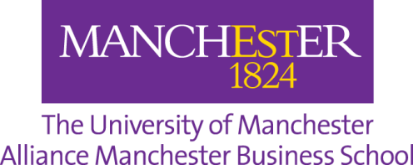 MANCHEStER
1824
The University of Manchester
Alliance Manchester Business School